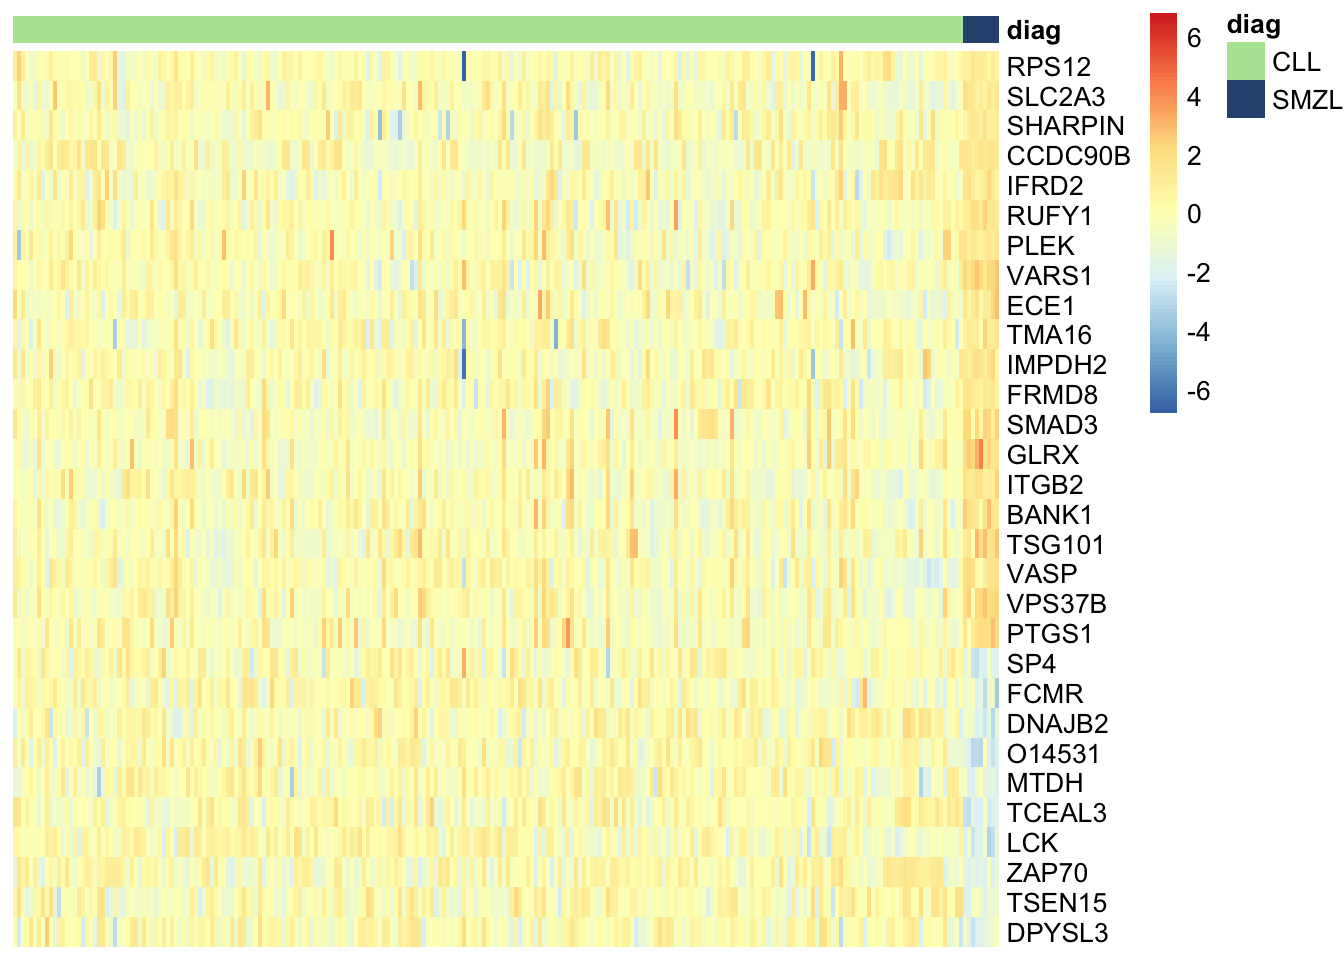 diag
RPS12
SLC2A3
SHARPIN
CCDC90B
IFRD2
RUFY1
PLEK
VARS1
ECE1
TMA16
IMPDH2
FRMD8
SMAD3
GLRX
ITGB2
BANK1
TSG101
VASP
VPS37B
PTGS1
SP4
FCMR
DNAJB2
O14531
MTDH
TCEAL3
LCK
ZAP70
TSEN15
DPYSL3
6
4
2
0
-2
-4
-6
diag
CLL
SMZL